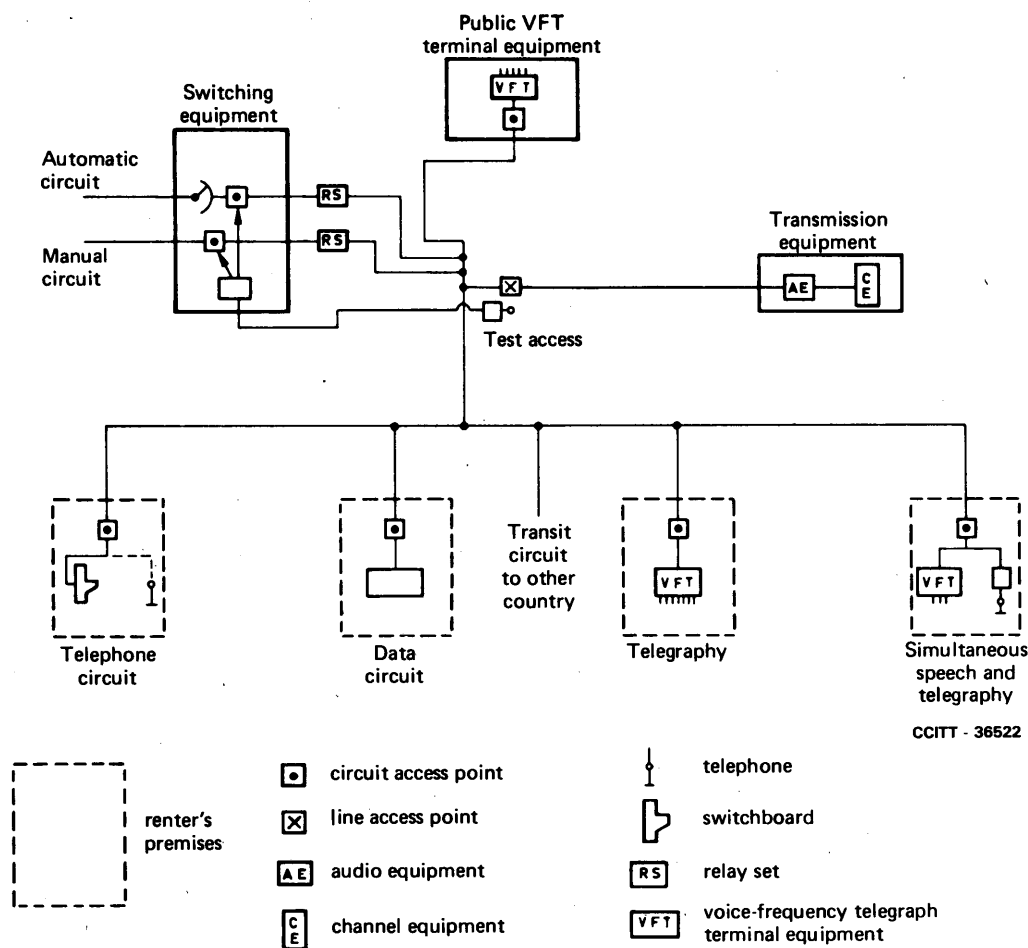 Public VFT
terminal equipment
VFT
Switching
equipment
Automatic
circuit
RS
Manual
circuit
RS
Transmission
equipment
AE
CE
Test access
Transit
circuit
to other
country
VFT
VFT
Telephone
circuit
Data
circuit
Telegraphy
Simultaneous
speech and
telegraphy
CCITT - 36522
renter's
premises
circuit access point
line access point
AE audio equipment
CE channel equipment
telephone
switchboard
RS relay set
VFT voice-frequency telegraph
terminal equipment